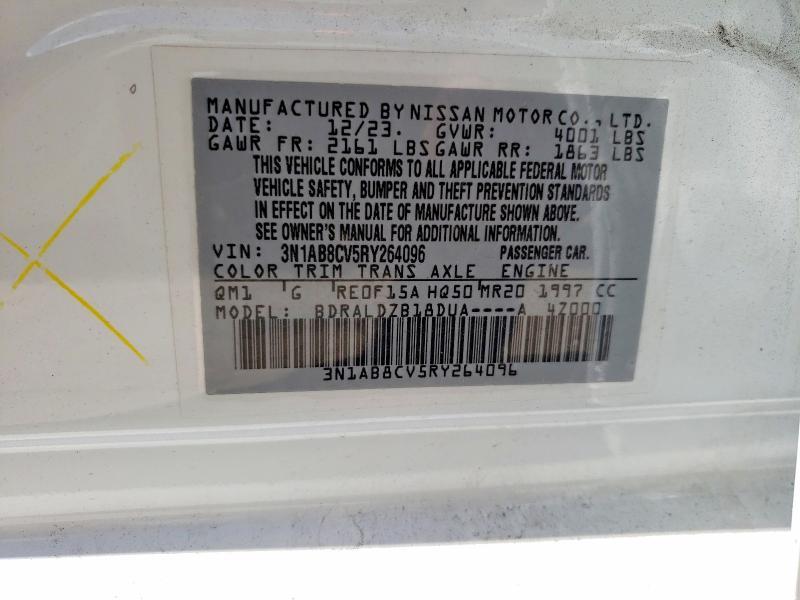 MANUFACTURED BY NISSAN MOTOR CO., LTD.
DATE: 12/23. GVWR: 4001 LBS
GAWR FR: 2161 LBS GAWR RR: 1863 LBS
THIS VEHICLE CONFORMS TO ALL APPLICABLE FEDERAL MOTOR
VEHICLE SAFETY, BUMPER AND THEFT PREVENTION STANDARDS
IN EFFECT ON THE DATE OF MANUFACTURE SHOWN ABOVE.
SEE OWNER'S MANUAL FOR ADDITIONAL INFORMATION.
VIN: 3N1AB8CV5RY264096 PASSENGER CAR.
COLOR TRIM TRANS AXLE ENGINE
QM1 G RE0F15A HQ50 MR20 1997 CC
MODEL: BDRALDZB18DUA----A 4Z000
3N1AB8CV5RY264096